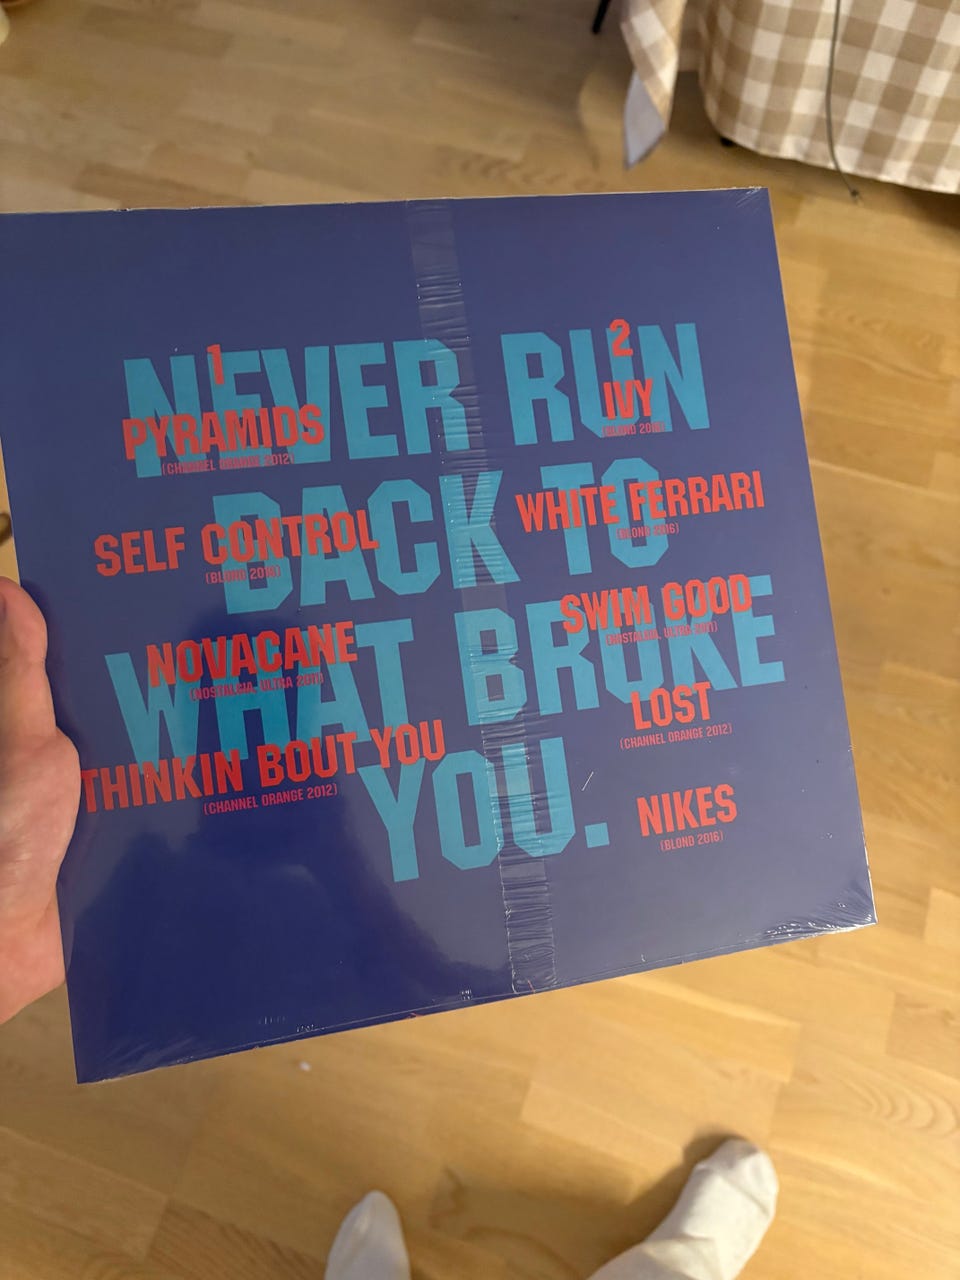 NEVER RUN
BACK TO
WHAT BROKE
YOU.
1
PYRAMIDS
(CHANNEL ORANGE 2012)
SELF CONTROL
(BLOND 2016)
NOVACANE
(NOSTALGIA, ULTRA 2011)
THINKIN BOUT YOU
(CHANNEL ORANGE 2012)
2
IVY
(BLOND 2016)
WHITE FERRARI
(BLOND 2016)
SWIM GOOD
(NOSTALGIA, ULTRA 2011)
LOST
(CHANNEL ORANGE 2012)
NIKES
(BLOND 2016)